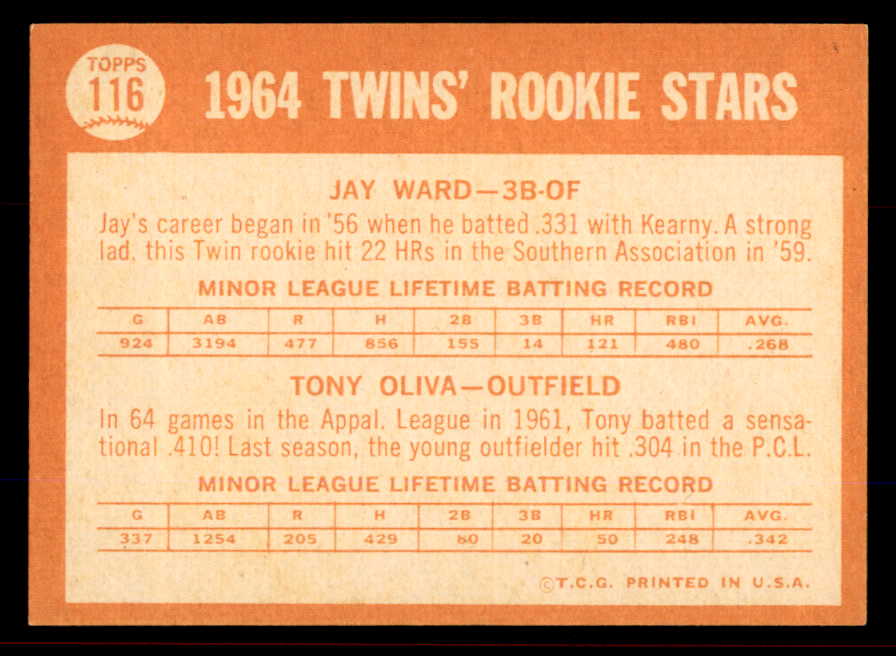 TOPPS
116
1964 TWINS' ROOKIE STARS
JAY WARD—3B-OF
Jay's career began in '56 when he batted .331 with Kearny. A strong
lad, this Twin rookie hit 22 HRs in the Southern Association in '59.
MINOR LEAGUE LIFETIME BATTING RECORD
G AB R H 2B 3B HR RBI AVG.
924 3194 477 856 155 14 121 480 .268
TONY OLIVA—OUTFIELD
In 64 games in the Appal. League in 1961, Tony batted a sensa-
tional .410! Last season, the young outfielder hit .304 in the P.C.L.
MINOR LEAGUE LIFETIME BATTING RECORD
G AB R H 2B 3B HR RBI AVG.
337 1254 205 429 80 20 50 248 .342
©T.C.G. PRINTED IN U.S.A.